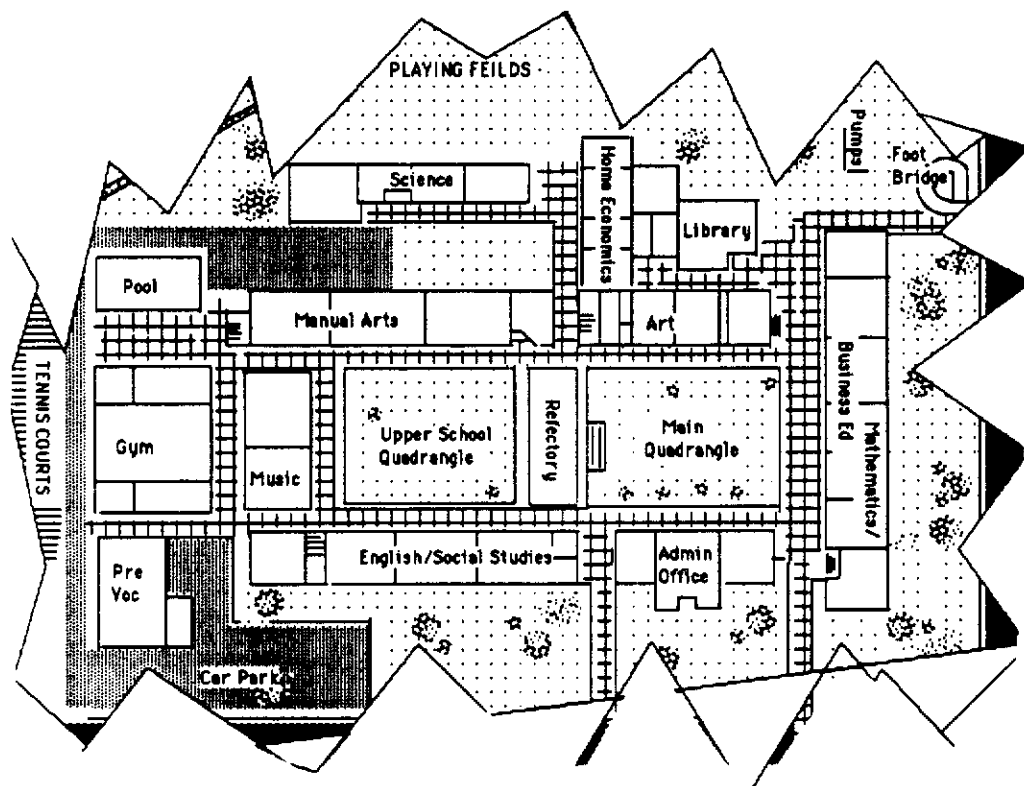 PLAYING FEILDS
Pumps
Foot
Bridge
Science
Home Economics
Library
Pool
Manual Arts
Art
TENNIS COURTS
Gym
Music
Upper School
Quadrangle
Refectory
Main
Quadrangle
Mathematics/
Business Ed
English/Social Studies
Admin
Office
Pre
Voc
Car Park